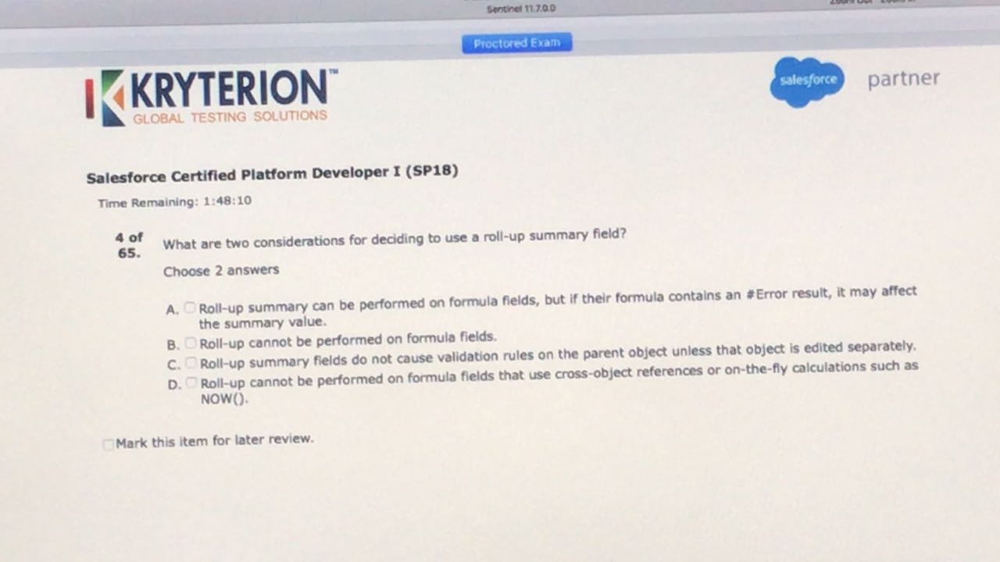 Sentinel 11.7.0.0
Proctored Exam
KRYTERION™
GLOBAL TESTING SOLUTIONS
salesforce partner
Salesforce Certified Platform Developer I (SP18)
Time Remaining: 1:48:10
4 of
65.
What are two considerations for deciding to use a roll-up summary field?
Choose 2 answers
A. Roll-up summary can be performed on formula fields, but if their formula contains an #Error result, it may affect
the summary value.
B. Roll-up cannot be performed on formula fields.
C. Roll-up summary fields do not cause validation rules on the parent object unless that object is edited separately.
D. Roll-up cannot be performed on formula fields that use cross-object references or on-the-fly calculations such as
NOW().
Mark this item for later review.